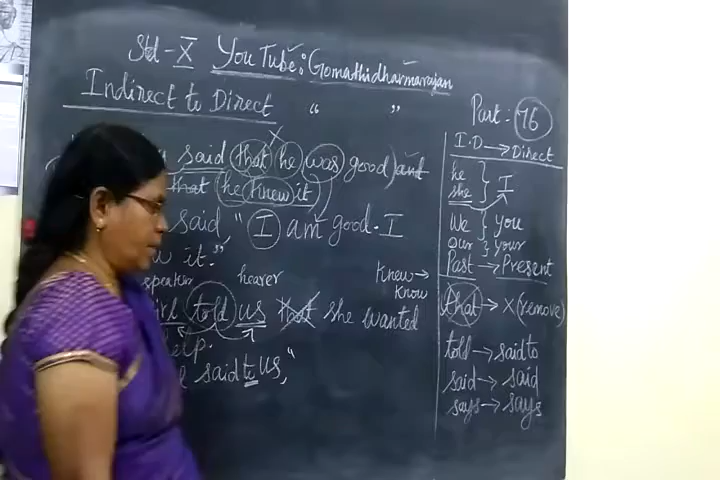 Std - X YouTube: Gomathidharmarajan
Indirect to Direct " "
Part: 76
said that he was good) and
that he knew it)
said, "I am good. I
it."
speaker hearer
Knew →
Know
told us that she wanted
help.
said to us, "
I.D → Direct
he } I
she
we } you
our } your
Past → Present
that → X (remove)
told → said to
said → said
says → says